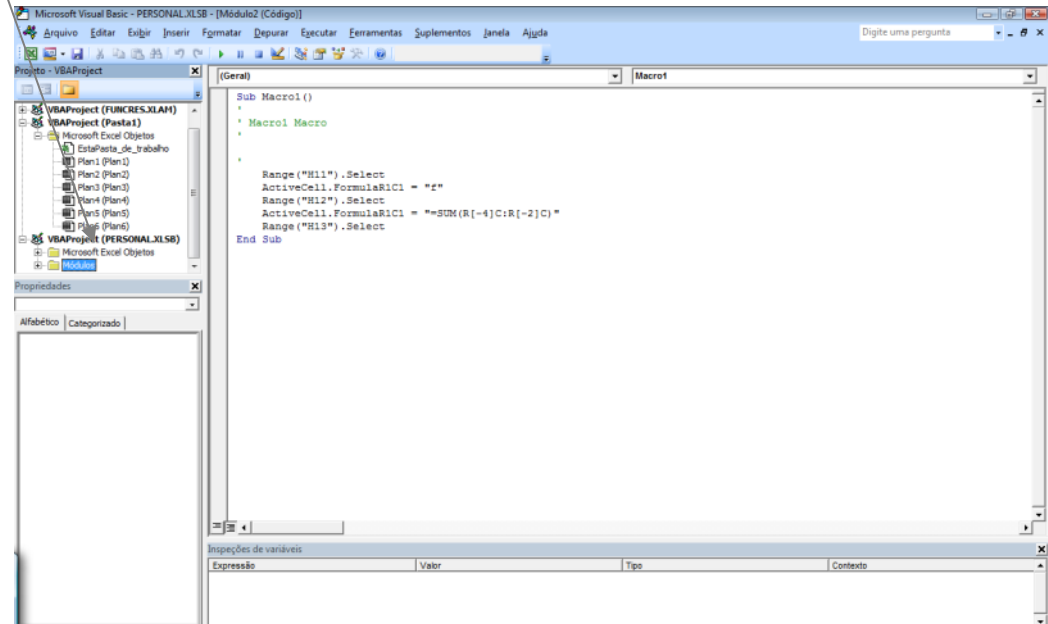 Microsoft Visual Basic - PERSONAL.XLSB - [Módulo2 (Código)]
Arquivo Editar Exibir Inserir Formatar Depurar Executar Ferramentas Suplementos Janela Ajuda
Digite uma pergunta
Projeto - VBAProject
VBAProject (FUNCRES.XLAM)
VBAProject (Pasta1)
Microsoft Excel Objetos
EstaPasta_de_trabalho
Plan1 (Plan1)
Plan2 (Plan2)
Plan3 (Plan3)
Plan4 (Plan4)
Plan5 (Plan5)
Plan6 (Plan6)
VBAProject (PERSONAL.XLSB)
Microsoft Excel Objetos
Módulos
Propriedades
Alfabético Categorizado
(Geral)
Macro1
Sub Macro1()
'
' Macro1 Macro
'
'
Range("H11").Select
ActiveCell.FormulaR1C1 = "f"
Range("H12").Select
ActiveCell.FormulaR1C1 = "=SUM(R[-4]C:R[-2]C)"
Range("H13").Select
End Sub
Inspeções de variáveis
Expressão Valor Tipo Contexto